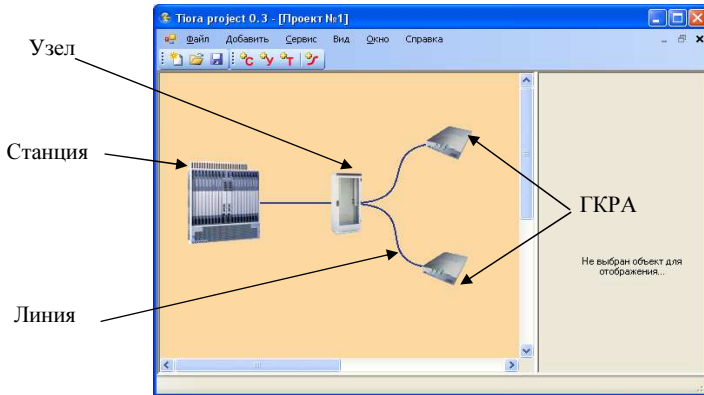 Tiora project 0.3 - [Проект №1]
Файл Добавить Сервис Вид Окно Справка
С У Т
Узел
Станция
ГКРА
Не выбран объект для
отображения...
Линия